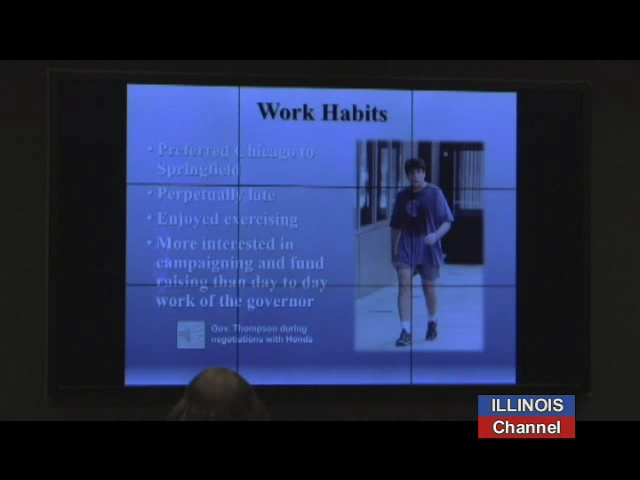 Work Habits
• Preferred Chicago to
Springfield
• Perpetually late
• Enjoyed exercising
• More interested in
campaigning and fund
raising than day to day
work of the governor
Gov. Thompson during
negotiations with Honda
ILLINOIS
Channel